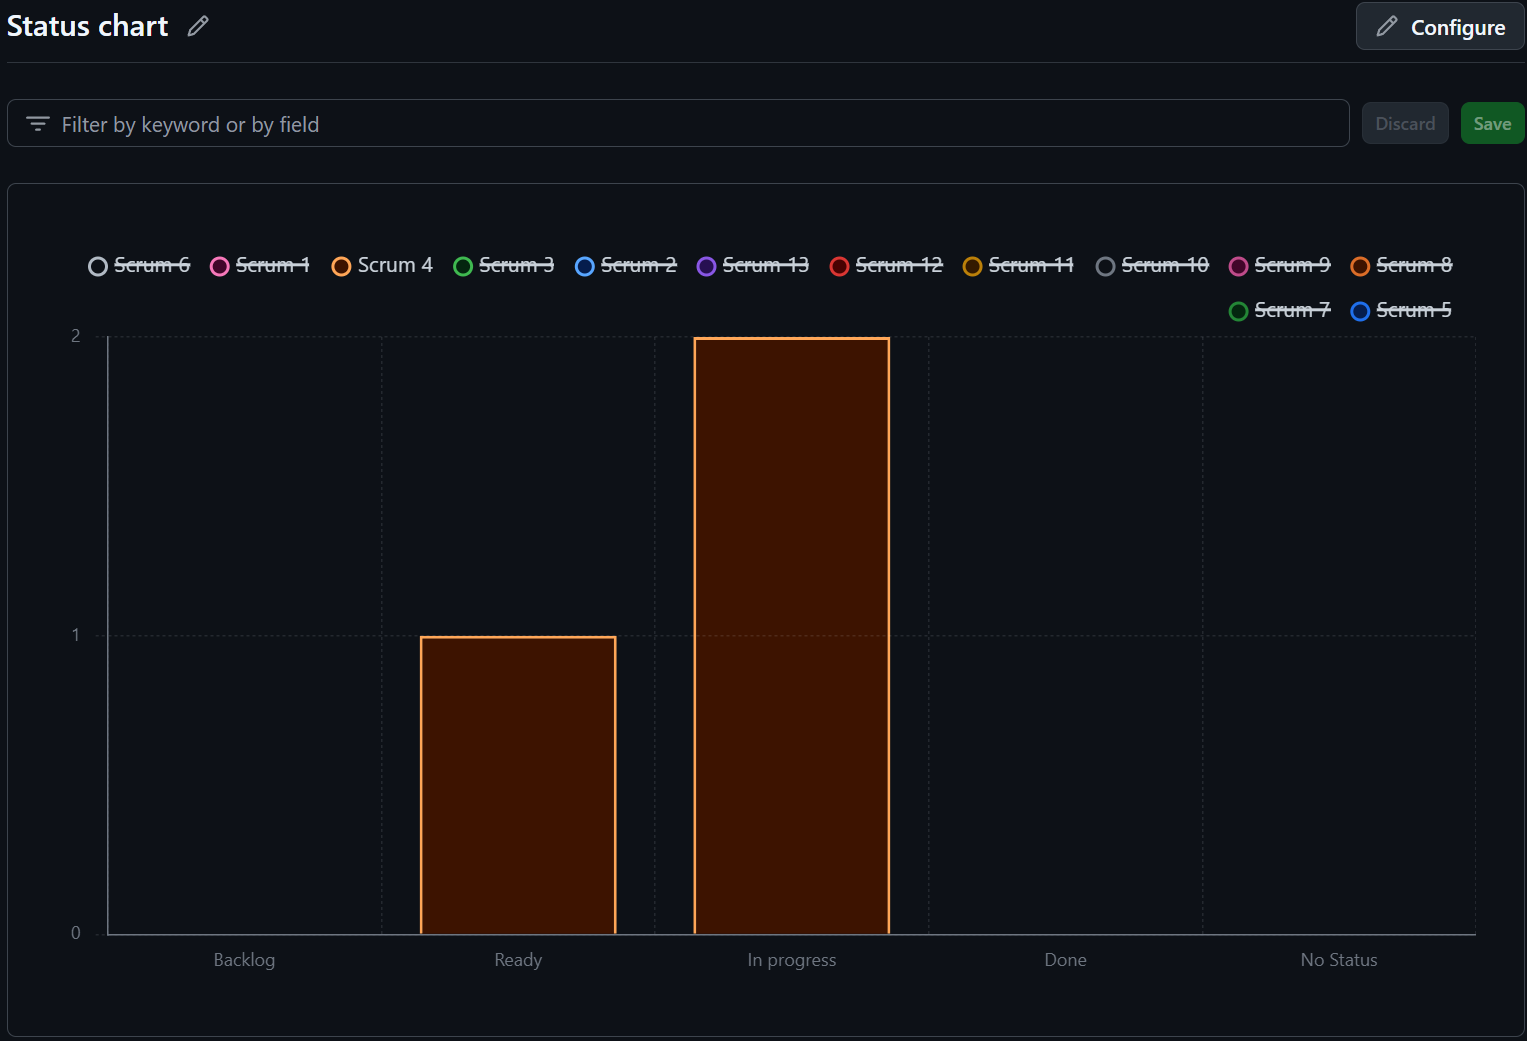 Status chart
Configure
Filter by keyword or by field
Discard
Save
Scrum 6 Scrum 1 Scrum 4 Scrum 3 Scrum 2 Scrum 13 Scrum 12 Scrum 11 Scrum 10 Scrum 9 Scrum 8
Scrum 7 Scrum 5
2
1
0
Backlog Ready In progress Done No Status